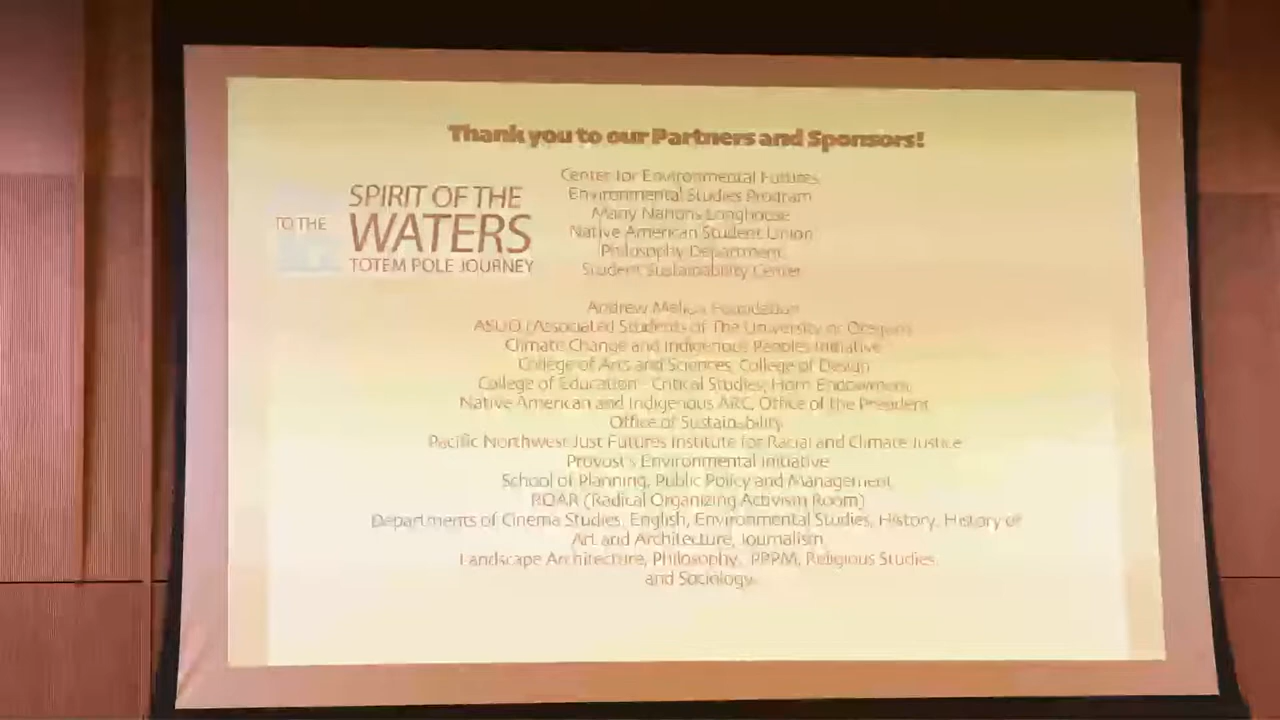 Thank you to our Partners and Sponsors!
TO THE
SPIRIT OF THE
WATERS
TOTEM POLE JOURNEY
Center for Environmental Futures
Environmental Studies Program
Many Nations Longhouse
Native American Student Union
Philosophy Department
Student Sustainability Center
Andrew Mellon Foundation
ASUO (Associated Students of The University of Oregon)
Climate Change and Indigenous Peoples Initiative
College of Arts and Sciences, College of Design
College of Education - Critical Studies, Horn Endowment
Native American and Indigenous ARC, Office of the President
Office of Sustainability
Pacific Northwest Just Futures Institute for Racial and Climate Justice
Provost's Environmental Initiative
School of Planning, Public Policy and Management
ROAR (Radical Organizing Activism Room)
Departments of Cinema Studies, English, Environmental Studies, History, History of
Art and Architecture, Journalism
Landscape Architecture, Philosophy, PPPM, Religious Studies
and Sociology